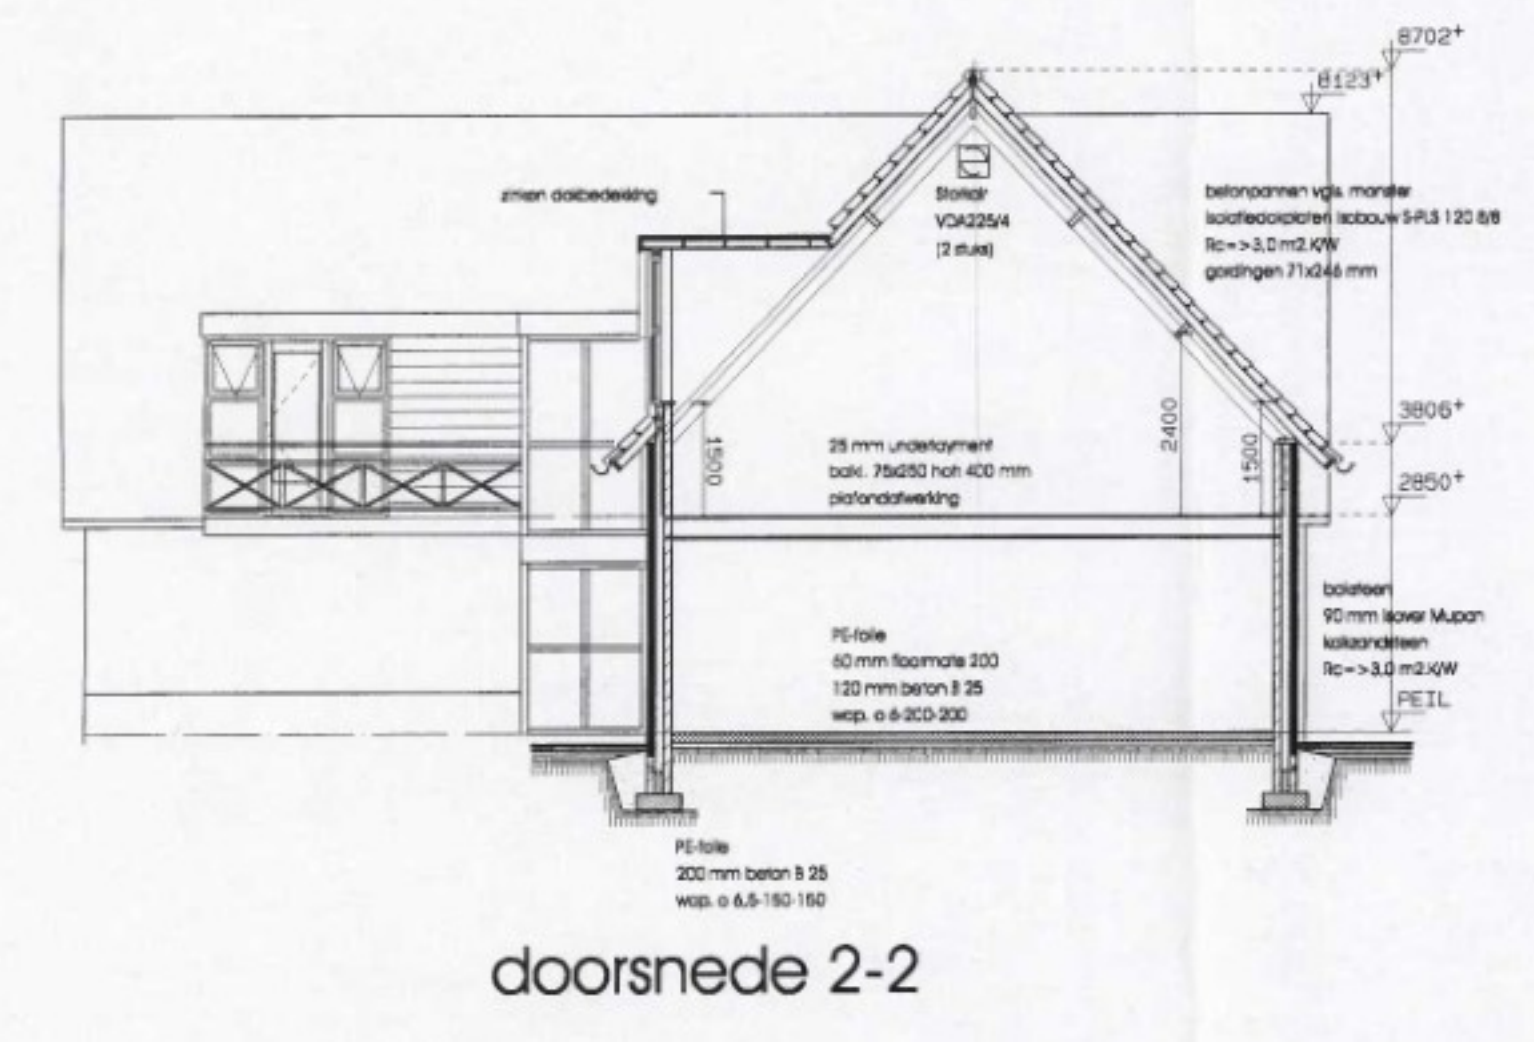 8702+
8123+
zinken dakbedekking
Storkair
VDA225/4
(2 stuks)
betonpannen vgls. monster
isolatiedakplaten Isobouw S-PLS 120 8/8
Rc=>3,0 m2.K/W
gordingen 71x246 mm
3806+
2400
1500
1500
25 mm underlayment
balkl. 75x250 hoh 400 mm
plafondafwerking
2850+
baksteen
90 mm Isover Mupan
kalkzandsteen
Rc=>3,0 m2.K/W
PE-folie
60 mm floormate 200
120 mm beton B 25
wap. o 6-200-200
PEIL
PE-folie
200 mm beton B 25
wap. o 6,5-150-150
doorsnede 2-2